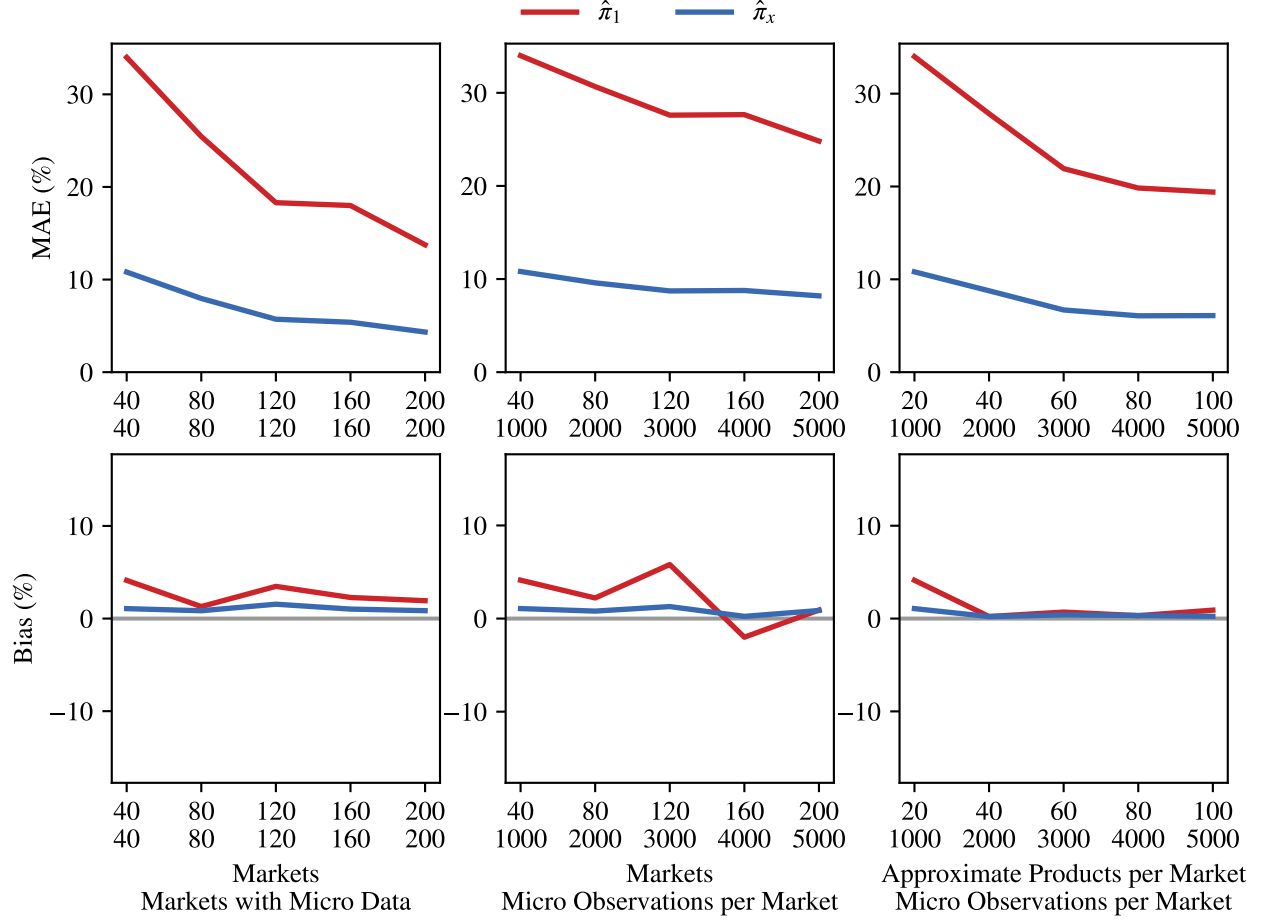 π̂₁ π̂ₓ
MAE (%)
30
20
10
0
40 80 120 160 200
40 80 120 160 200
30
20
10
0
40 80 120 160 200
1000 2000 3000 4000 5000
30
20
10
0
20 40 60 80 100
1000 2000 3000 4000 5000
Bias (%)
10
0
−10
40 80 120 160 200
40 80 120 160 200
Markets
Markets with Micro Data
10
0
−10
40 80 120 160 200
1000 2000 3000 4000 5000
Markets
Micro Observations per Market
10
0
−10
20 40 60 80 100
1000 2000 3000 4000 5000
Approximate Products per Market
Micro Observations per Market